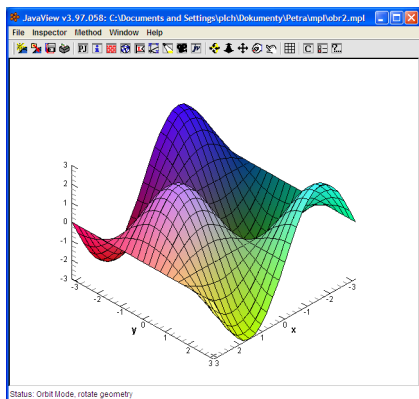 JavaView v3.97.058: C:\Documents and Settings\plch\Dokumenty\Petra\mpl\obr2.mpl
File Inspector Method Window Help
PJ i JP C
3
2
1
0
-1
-2
-3
-3 -2 -1 0 1 2 3
y
3 2 1 0 -1 -2 -3
x
Status: Orbit Mode, rotate geometry